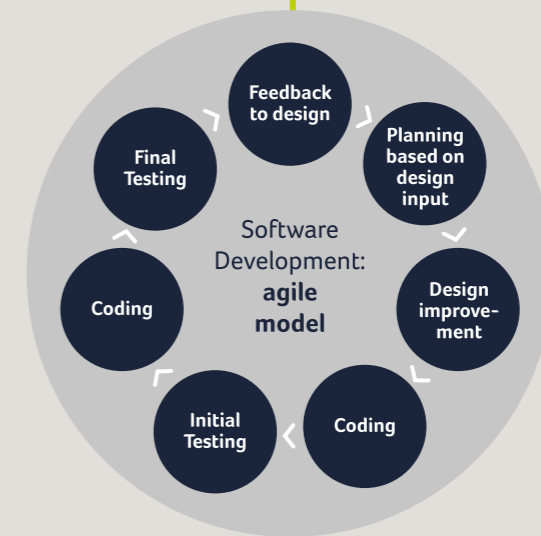 Feedback
to design
Planning
based on
design
input
Design
improve-
ment
Coding
Initial
Testing
Coding
Final
Testing
Software
Development:
agile
model